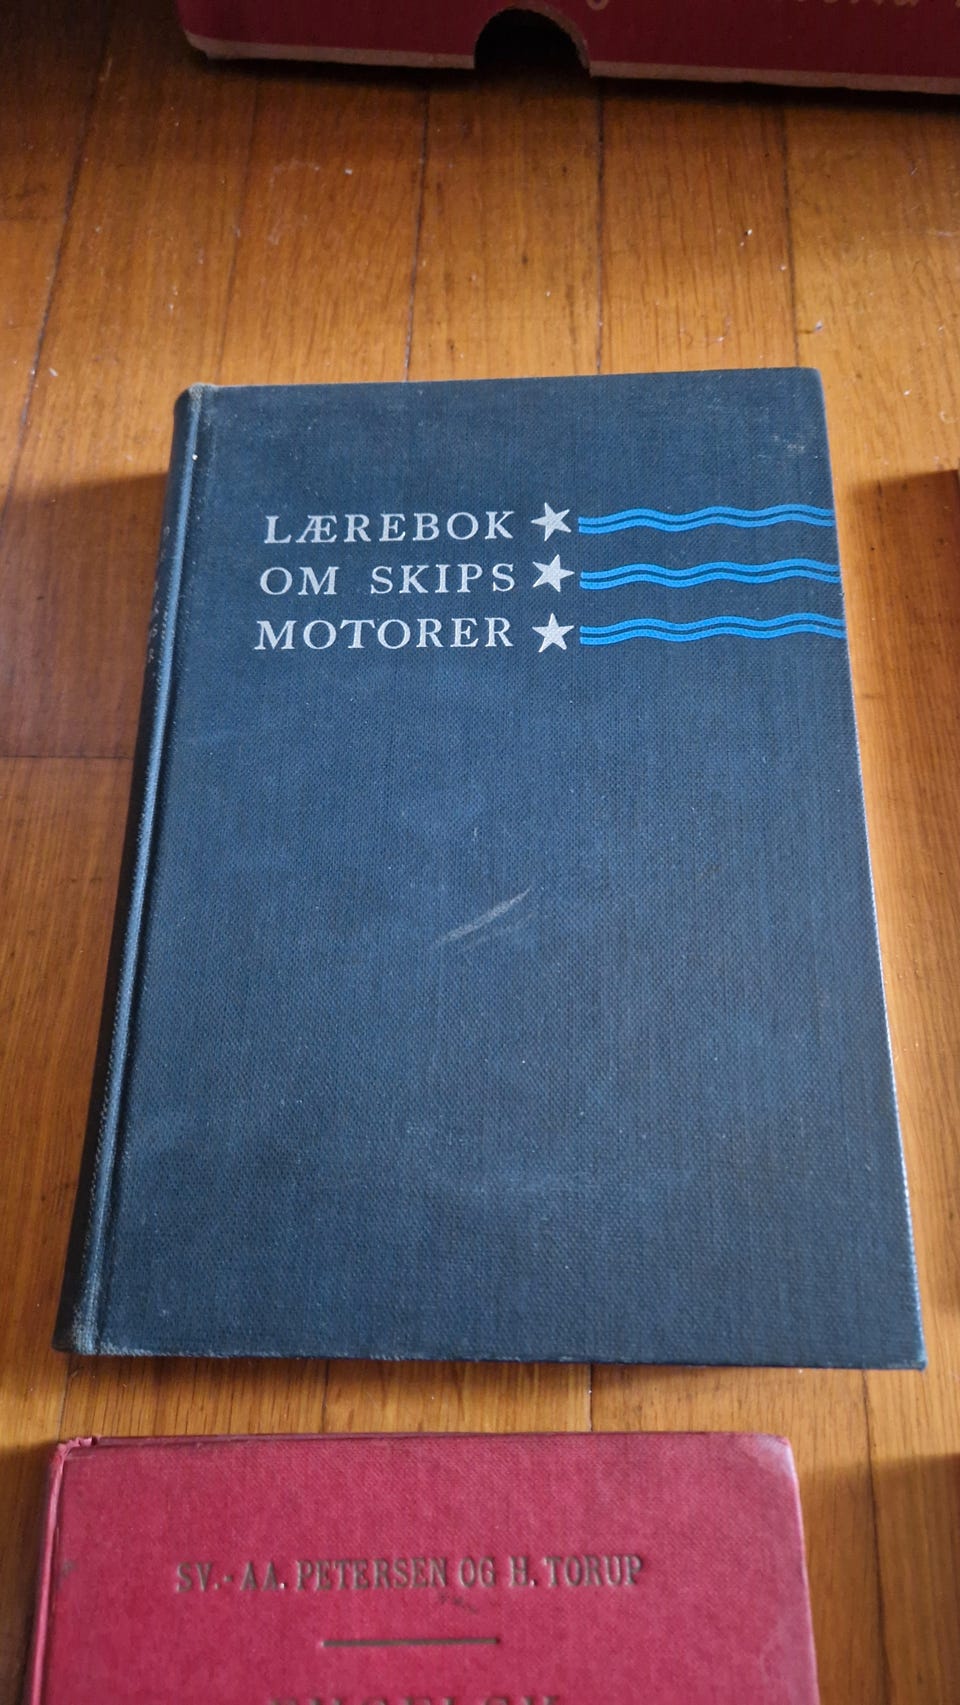 LÆREBOK
OM SKIPS
MOTORER
SV.-AA. PETERSEN OG H. TORUP